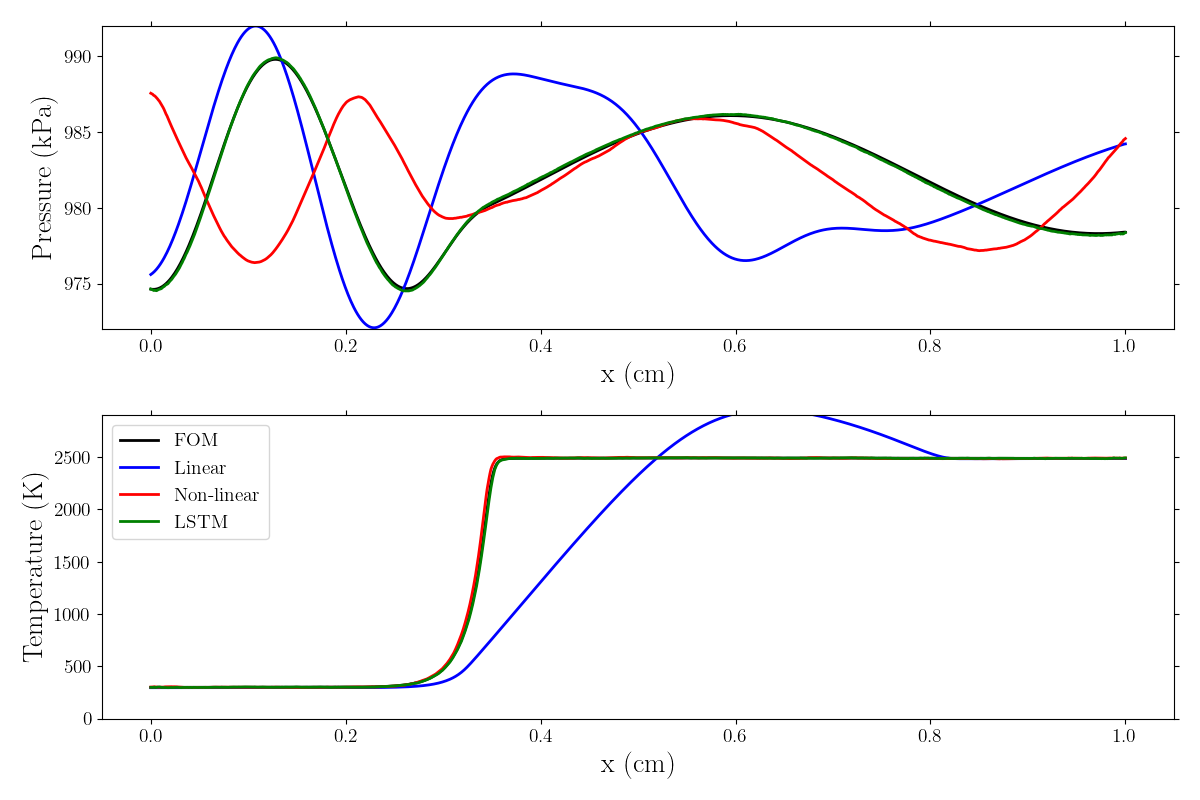 990
985
980
975
Pressure (kPa)
0.0 0.2 0.4 0.6 0.8 1.0
x (cm)
FOM
Linear
Non-linear
LSTM
2500
2000
1500
1000
500
0
Temperature (K)
0.0 0.2 0.4 0.6 0.8 1.0
x (cm)